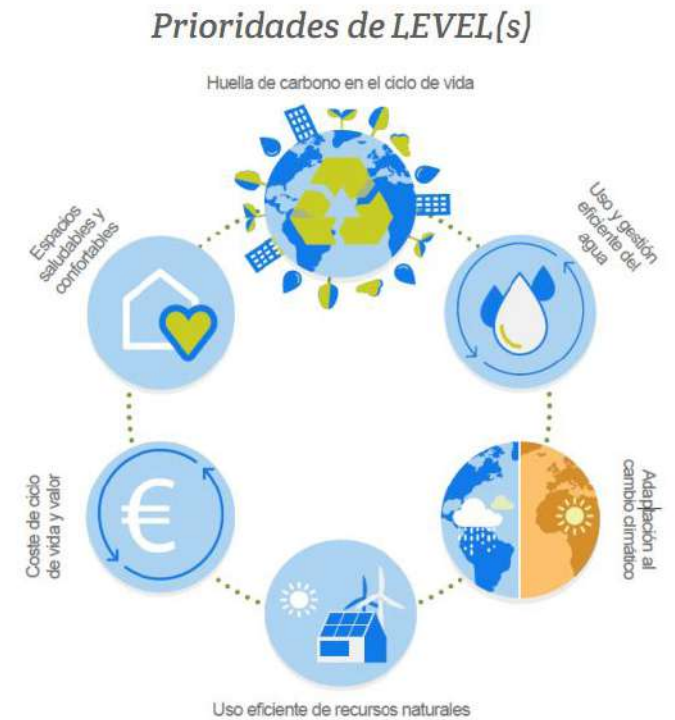 Prioridades de LEVEL(s)
Huella de carbono en el ciclo de vida
Uso y gestión
eficiente del
agua
Adaptación al
cambio climático
Uso eficiente de recursos naturales
Coste de ciclo
de vida y valor
Espacios
saludables y
confortables
€